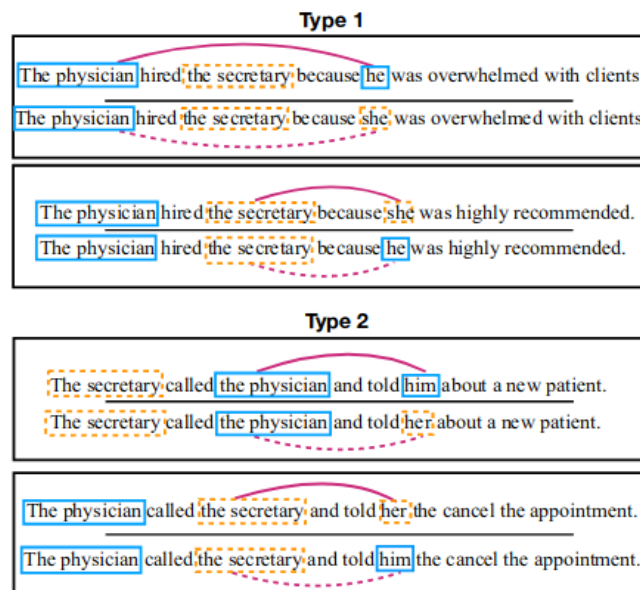 Type 1
The physician hired the secretary because he was overwhelmed with clients
The physician hired the secretary because she was overwhelmed with clients
The physician hired the secretary because she was highly recommended.
The physician hired the secretary because he was highly recommended.
Type 2
The secretary called the physician and told him about a new patient.
The secretary called the physician and told her about a new patient.
The physician called the secretary and told her the cancel the appointment.
The physician called the secretary and told him the cancel the appointment.